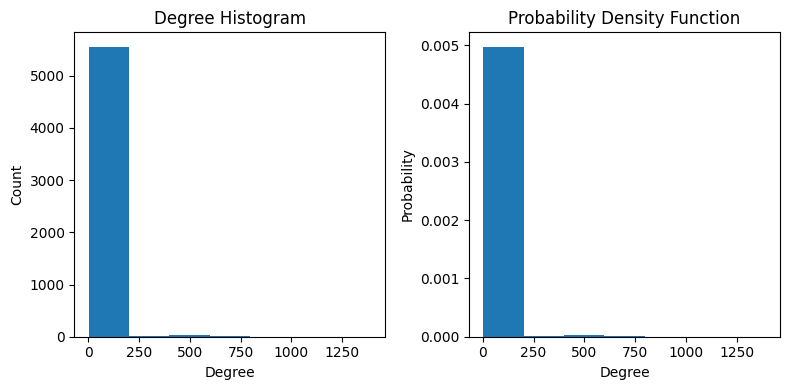 Degree Histogram
Count
5000
4000
3000
2000
1000
0
0 250 500 750 1000 1250
Degree
Probability Density Function
Probability
0.005
0.004
0.003
0.002
0.001
0.000
0 250 500 750 1000 1250
Degree